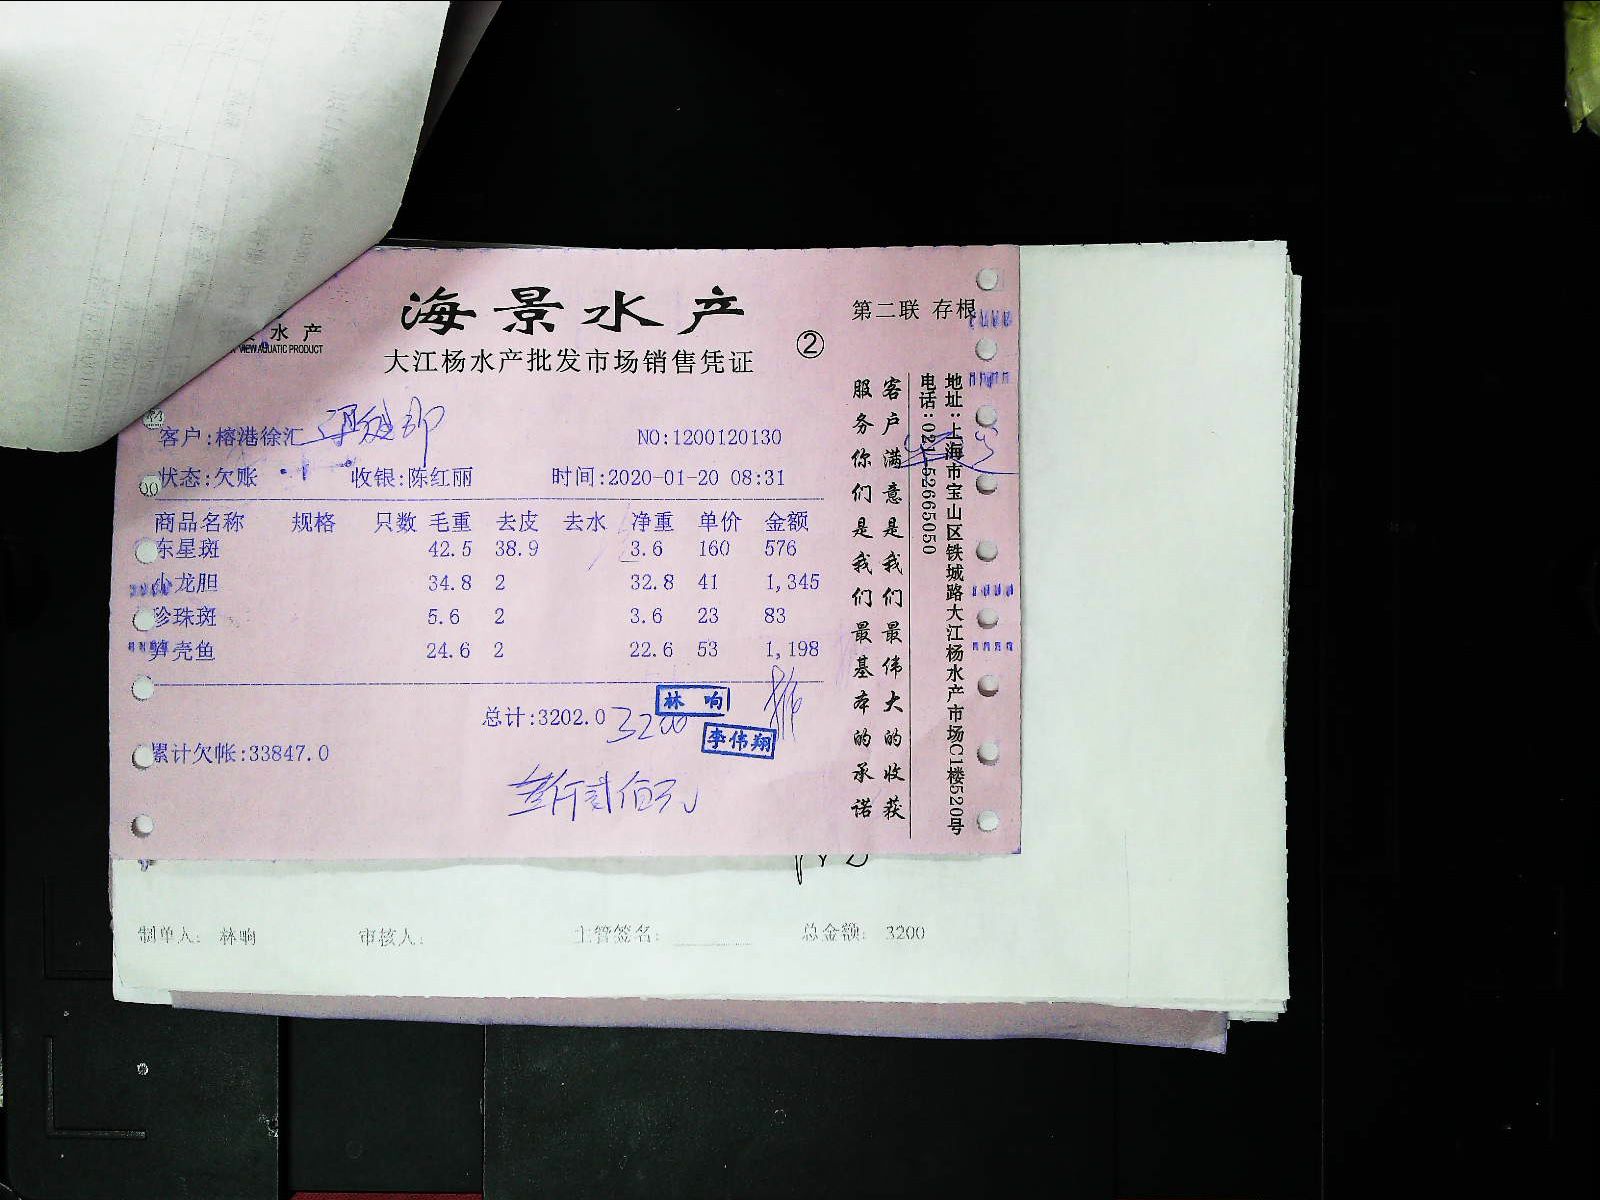 海景水产
第二联 存根
水产
VIEW AQUATIC PRODUCT
大江杨水产批发市场销售凭证
②
客户:榕港徐汇
NO:1200120130
状态:欠账 收银:陈红丽 时间:2020-01-20 08:31
商品名称 规格 只数 毛重 去皮 去水 净重 单价 金额
东星斑 42.5 38.9 3.6 160 576
小龙胆 34.8 2 32.8 41 1,345
珍珠斑 5.6 2 3.6 23 83
笋壳鱼 24.6 2 22.6 53 1,198
总计:3202.0 3200
林响
李伟翔
累计欠帐:33847.0
叁仟贰佰元
客户满意是我们最伟大的收获
服务你们是我们最基本的承诺
地址:上海市宝山区铁城路大江杨水产市场C1楼520号
电话:021-52665050
制单人: 林响 审核人: 主管签名: 总金额: 3200